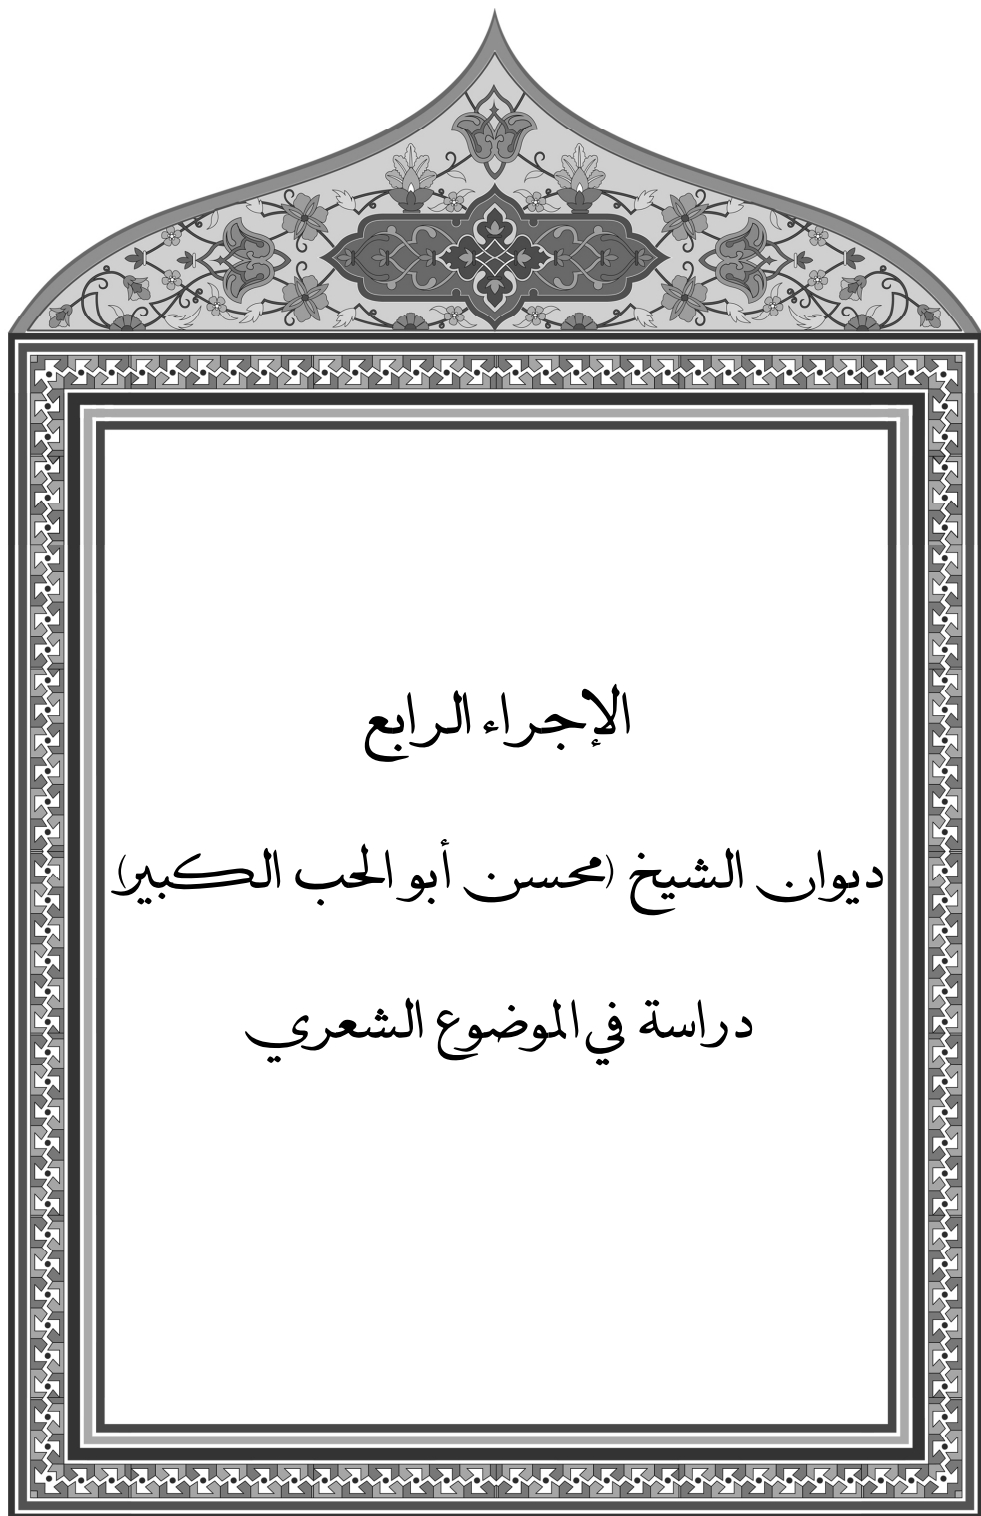 الإجراء الرابع
ديوان الشيخ (محسن أبو الحب الكبير)
دراسة في الموضوع الشعري